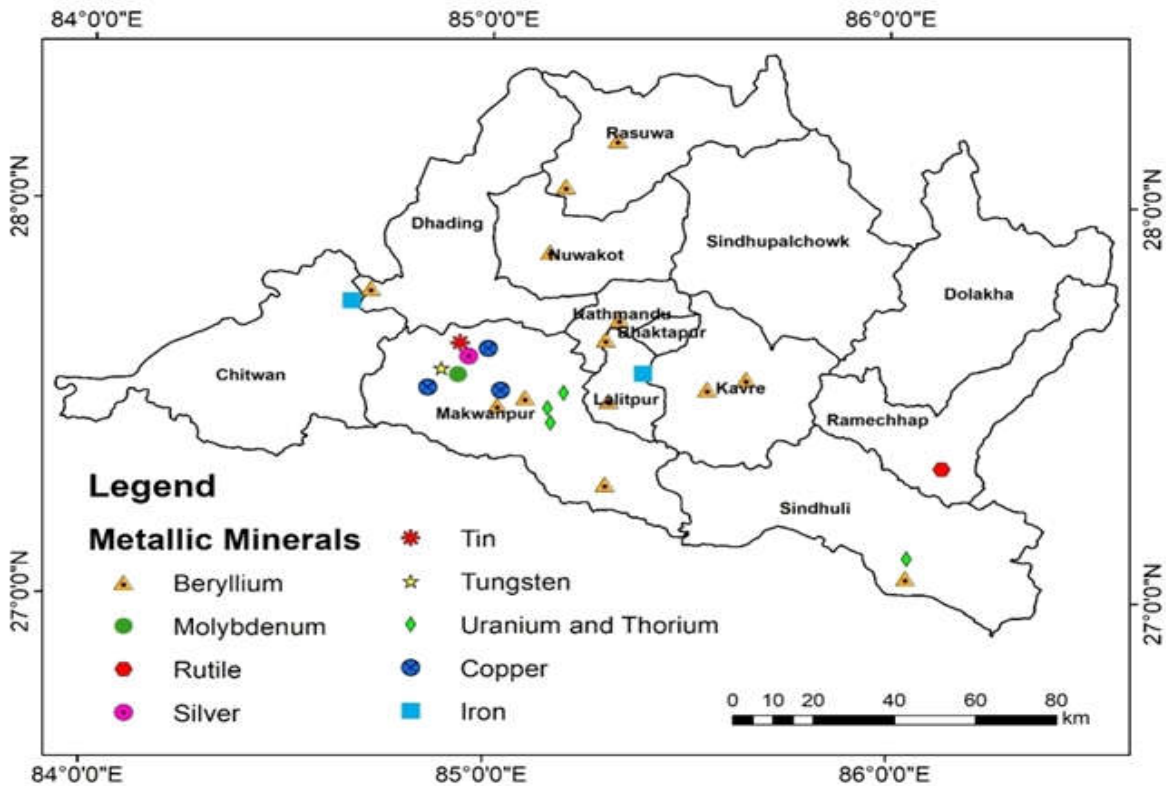 84°0'0"E 85°0'0"E 86°0'0"E
28°0'0"N
28°0'0"N
27°0'0"N
27°0'0"N
Rasuwa
Dhading
Nuwakot
Sindhupalchowk
Dolakha
Kathmandu
Bhaktapur
Chitwan
Makwanpur
Lalitpur
Kavre
Ramechhap
Sindhuli
Legend
Metallic Minerals
Beryllium
Molybdenum
Rutile
Silver
Tin
Tungsten
Uranium and Thorium
Copper
Iron
0 10 20 40 60 80
km
84°0'0"E 85°0'0"E 86°0'0"E